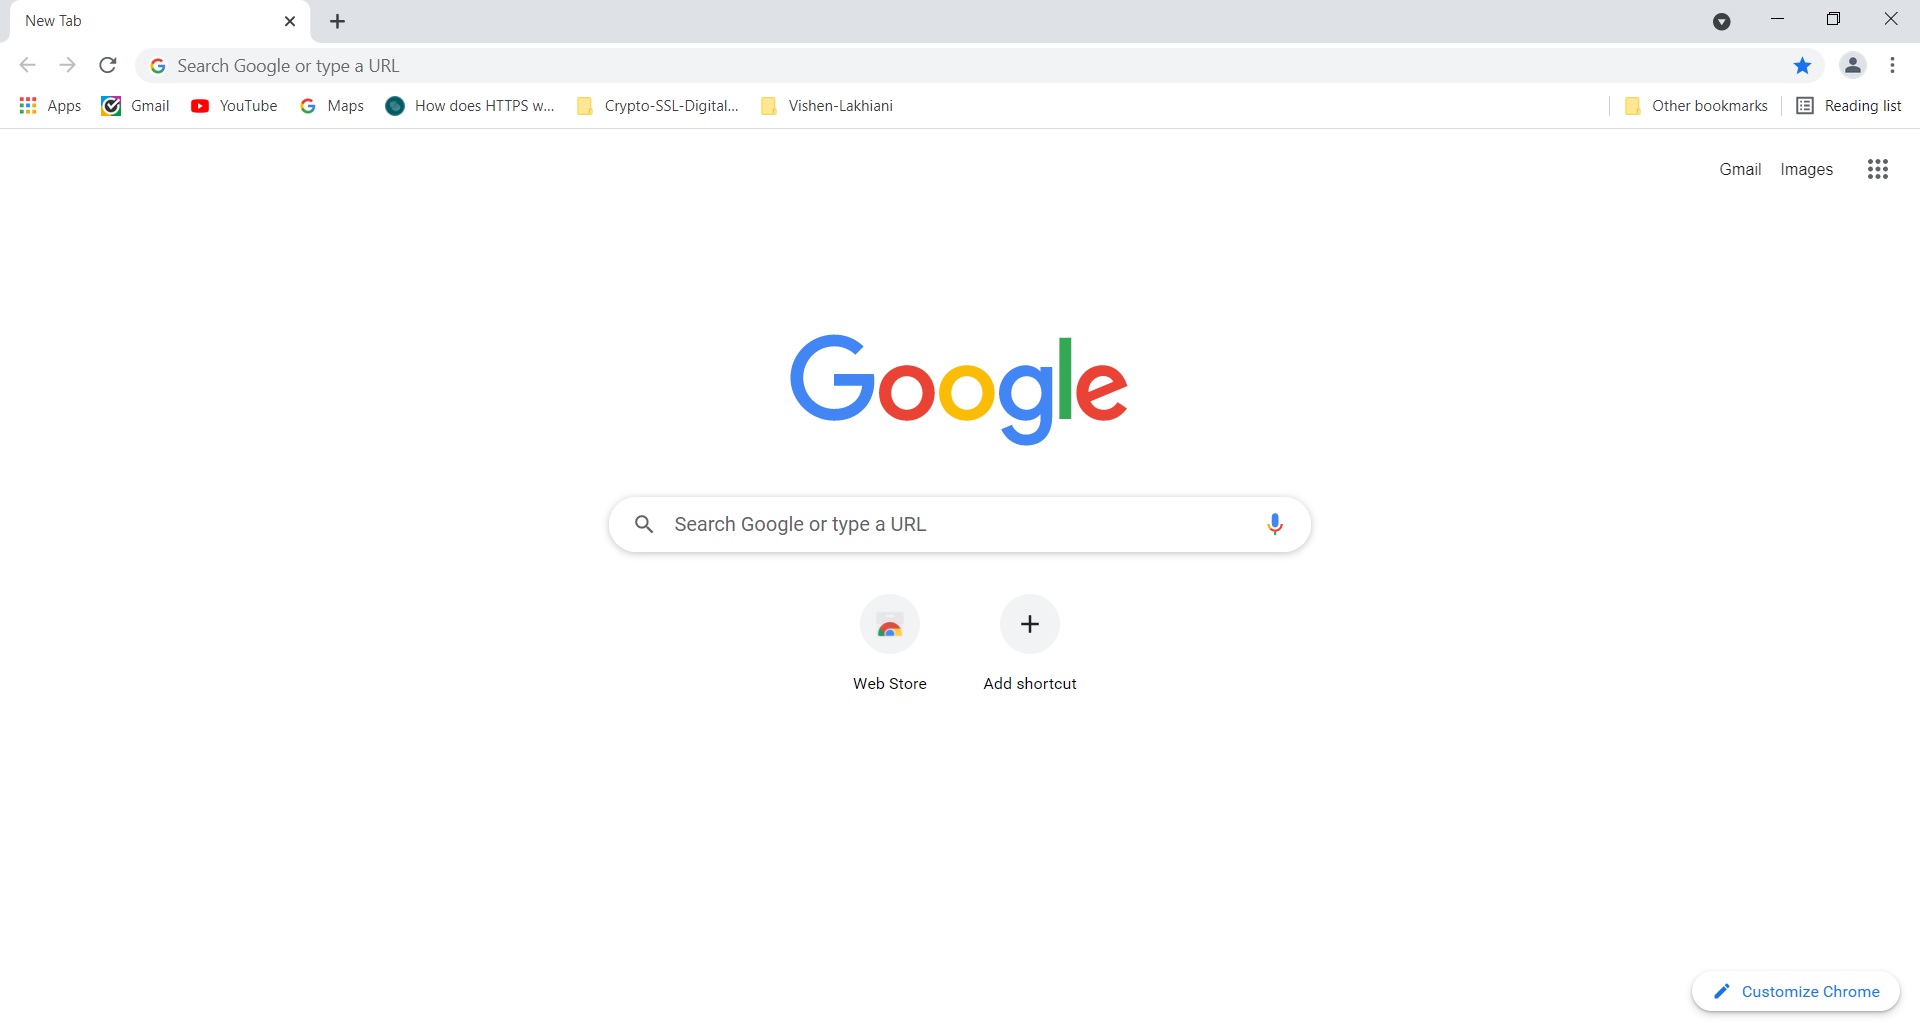 New Tab
Search Google or type a URL
Apps Gmail YouTube Maps How does HTTPS w... Crypto-SSL-Digital... Vishen-Lakhiani Other bookmarks Reading list
Gmail Images
Google
Search Google or type a URL
Web Store Add shortcut
Customize Chrome